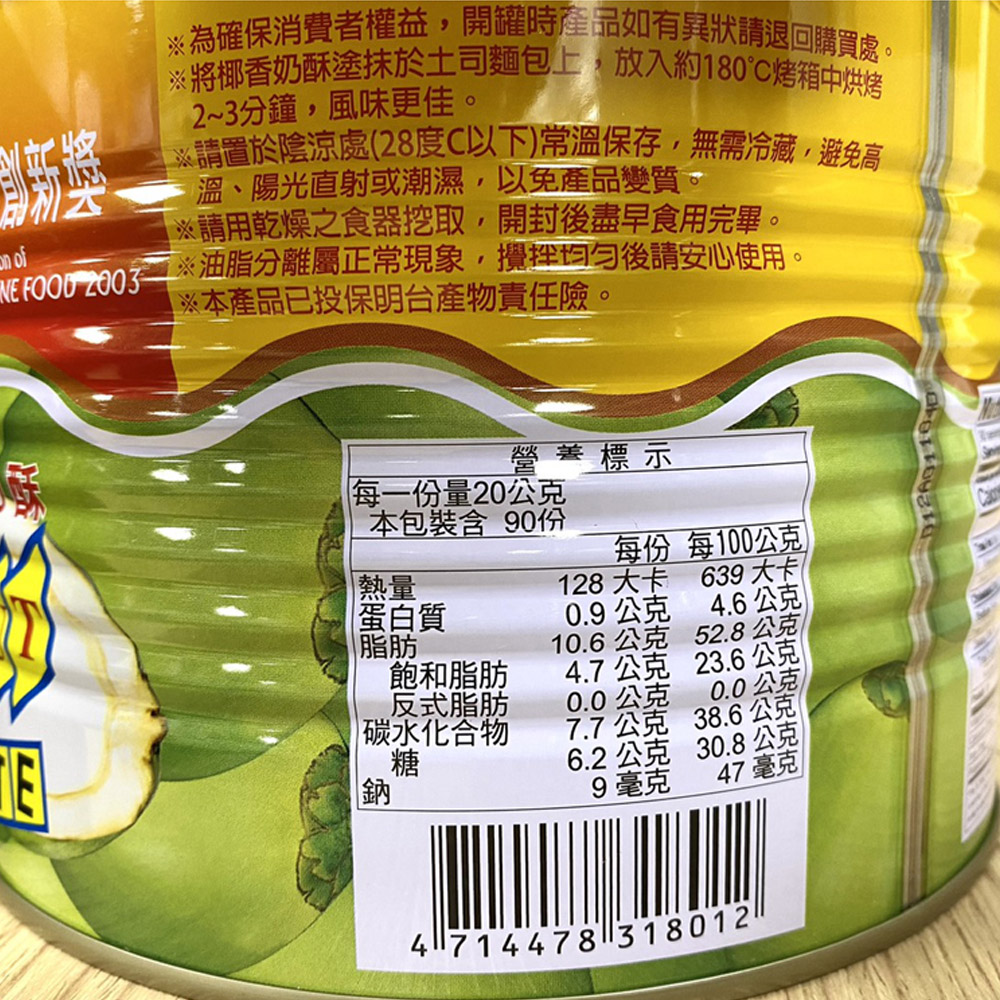 ※為確保消費者權益，開罐時產品如有異狀請退回購買處。
※將椰香奶酥塗抹於土司麵包上，放入約180°C烤箱中烘烤
2~3分鐘，風味更佳。
※請置於陰涼處(28度C以下)常溫保存，無需冷藏，避免高
溫、陽光直射或潮濕，以免產品變質。
※請用乾燥之食器挖取，開封後盡早食用完畢。
※油脂分離屬正常現象，攪拌均勻後請安心使用。
※本產品已投保明台產物責任險。
創新獎
on of
NE FOOD 2003
酥
T
TE
營養標示
每一份量20公克
本包裝含 90份
每份 每100公克
熱量 128 大卡 639 大卡
蛋白質 0.9 公克 4.6 公克
脂肪 10.6 公克 52.8 公克
飽和脂肪 4.7 公克 23.6 公克
反式脂肪 0.0 公克 0.0 公克
碳水化合物 7.7 公克 38.6 公克
糖 6.2 公克 30.8 公克
鈉 9 毫克 47 毫克
4 714478 318012